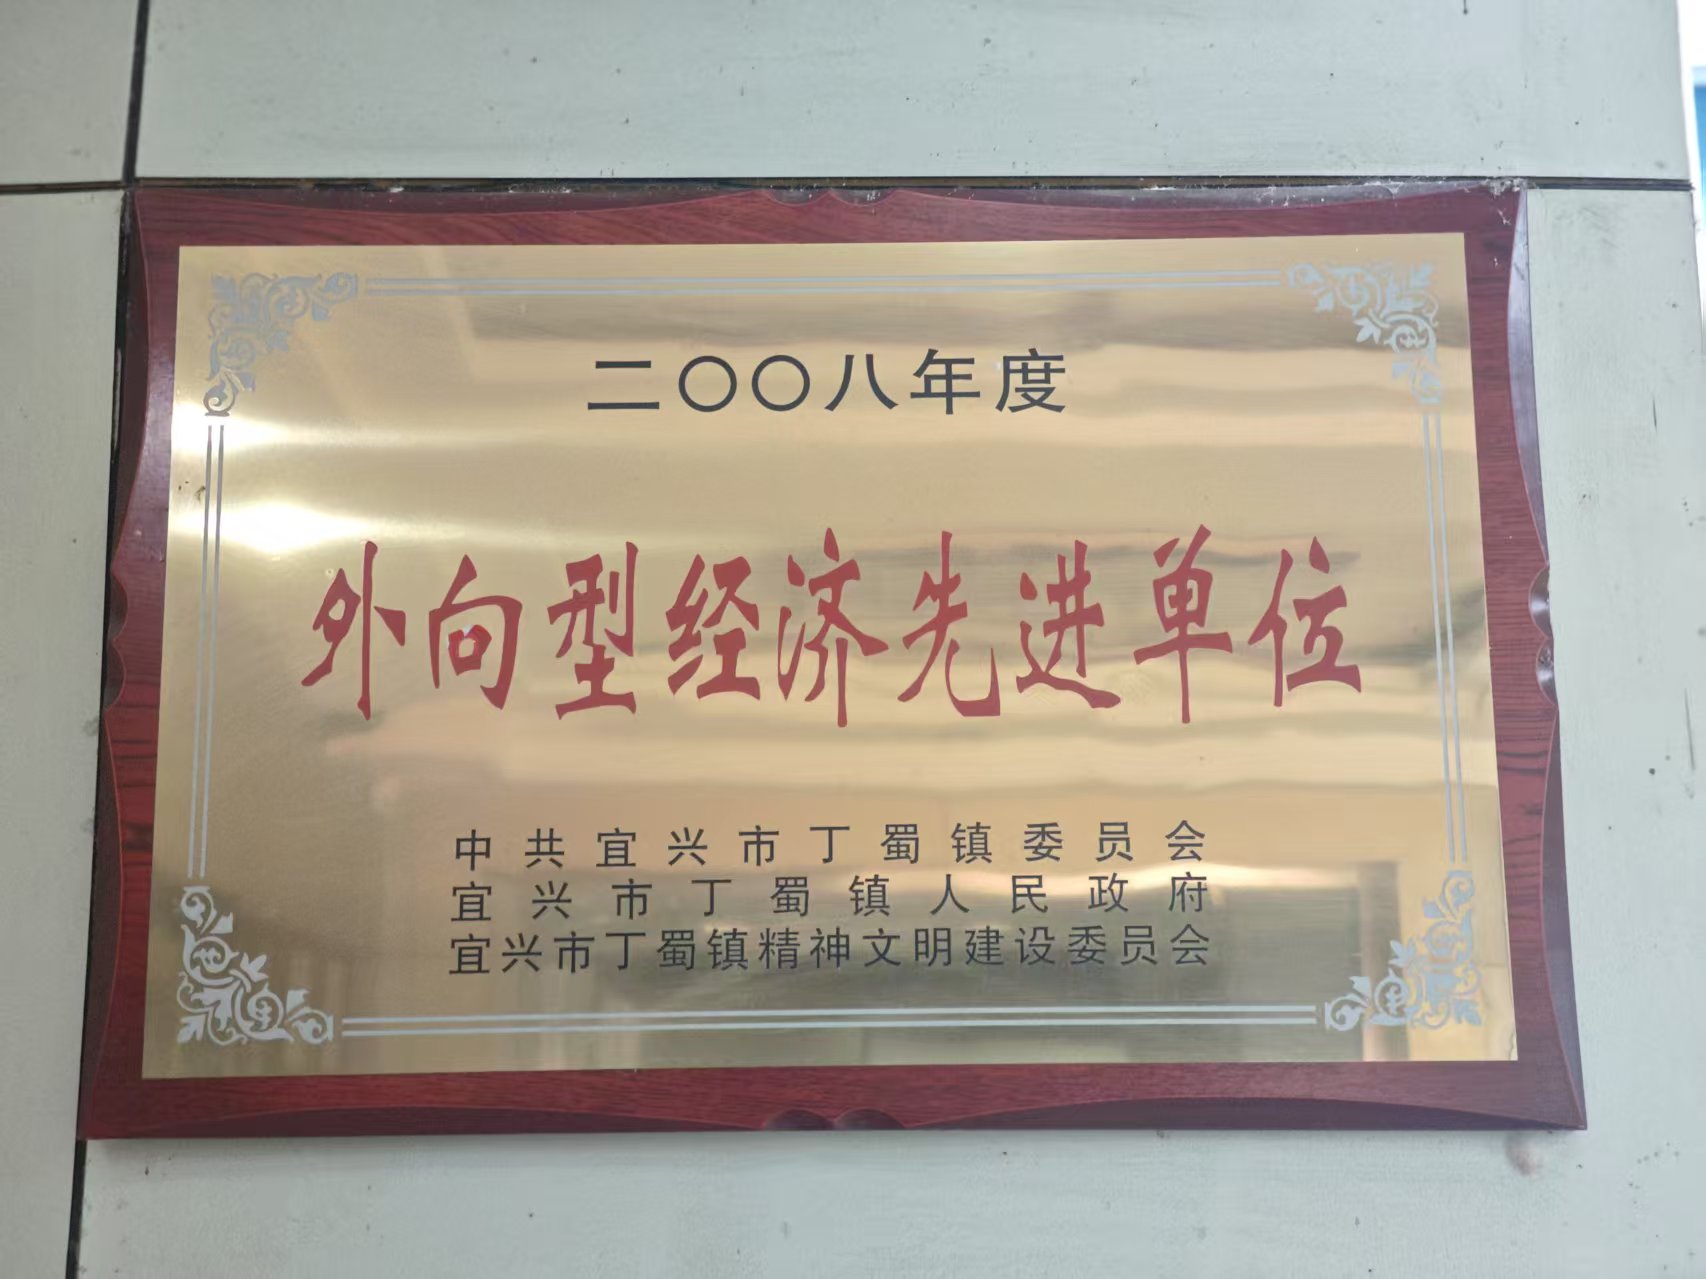 二〇〇八年度
外向型经济先进单位
中共宜兴市丁蜀镇委员会
宜兴市丁蜀镇人民政府
宜兴市丁蜀镇精神文明建设委员会